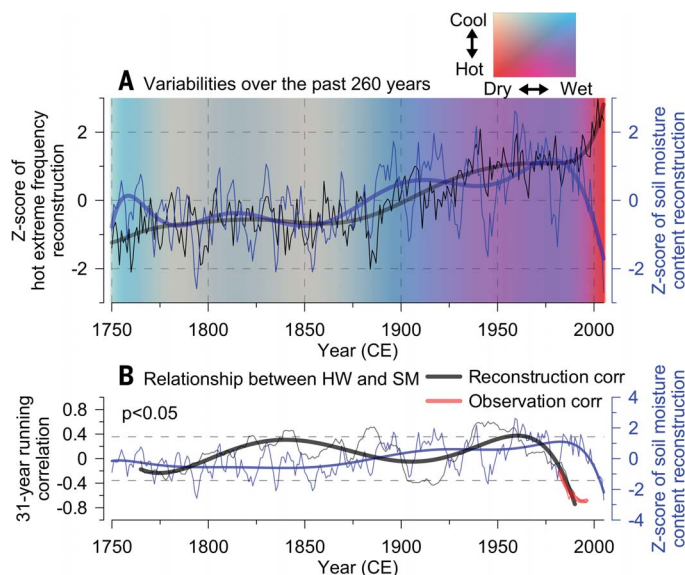 Cool
Hot
Dry Wet
A Variabilities over the past 260 years
Z-score of
hot extreme frequency
reconstruction
2
0
-2
2
0
-2
Z-score of soil moisture
content reconstruction
1750 1800 1850 1900 1950 2000
Year (CE)
B Relationship between HW and SM
Reconstruction corr
Observation corr
p<0.05
31-year running
correlation
0.8
0.4
0
-0.4
-0.8
4
2
0
-2
-4
Z-score of soil moisture
content reconstruction
1750 1800 1850 1900 1950 2000
Year (CE)